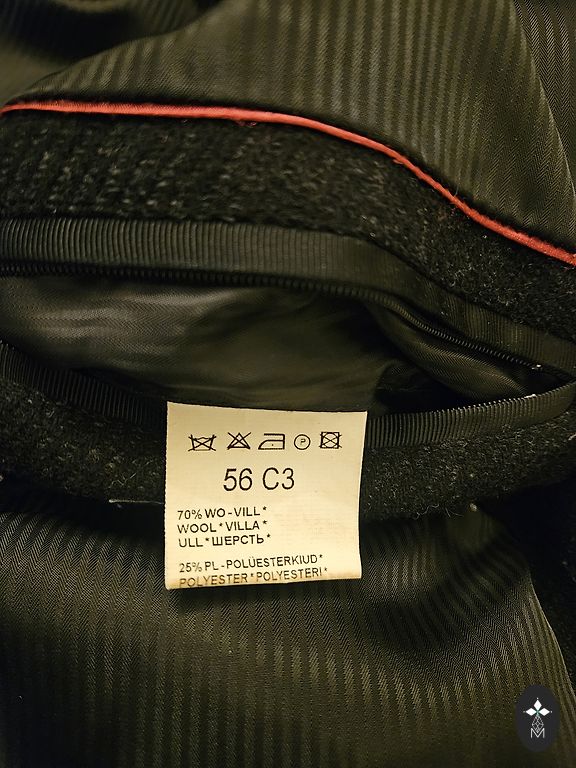 56 C3
70% WO-VILL*
WOOL*VILLA*
ULL*ШЕРСТЬ*
25% PL-POLÜESTERKIUD*
POLYESTER*POLYESTERI*
M